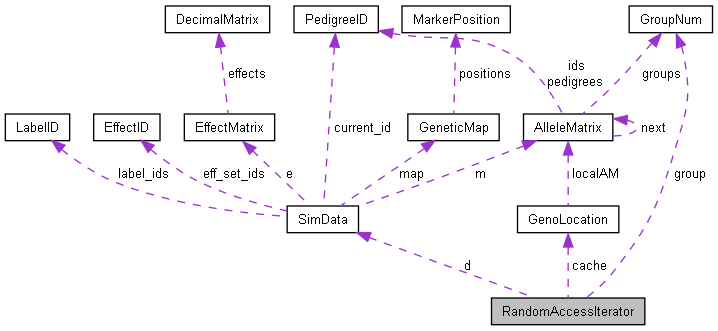 DecimalMatrix
PedigreeID
MarkerPosition
GroupNum
effects
positions
ids
pedigrees
groups
LabelID
EffectID
EffectMatrix
current_id
GeneticMap
AlleleMatrix
next
label_ids
eff_set_ids
e
map
m
localAM
group
SimData
GenoLocation
d
cache
RandomAccessIterator